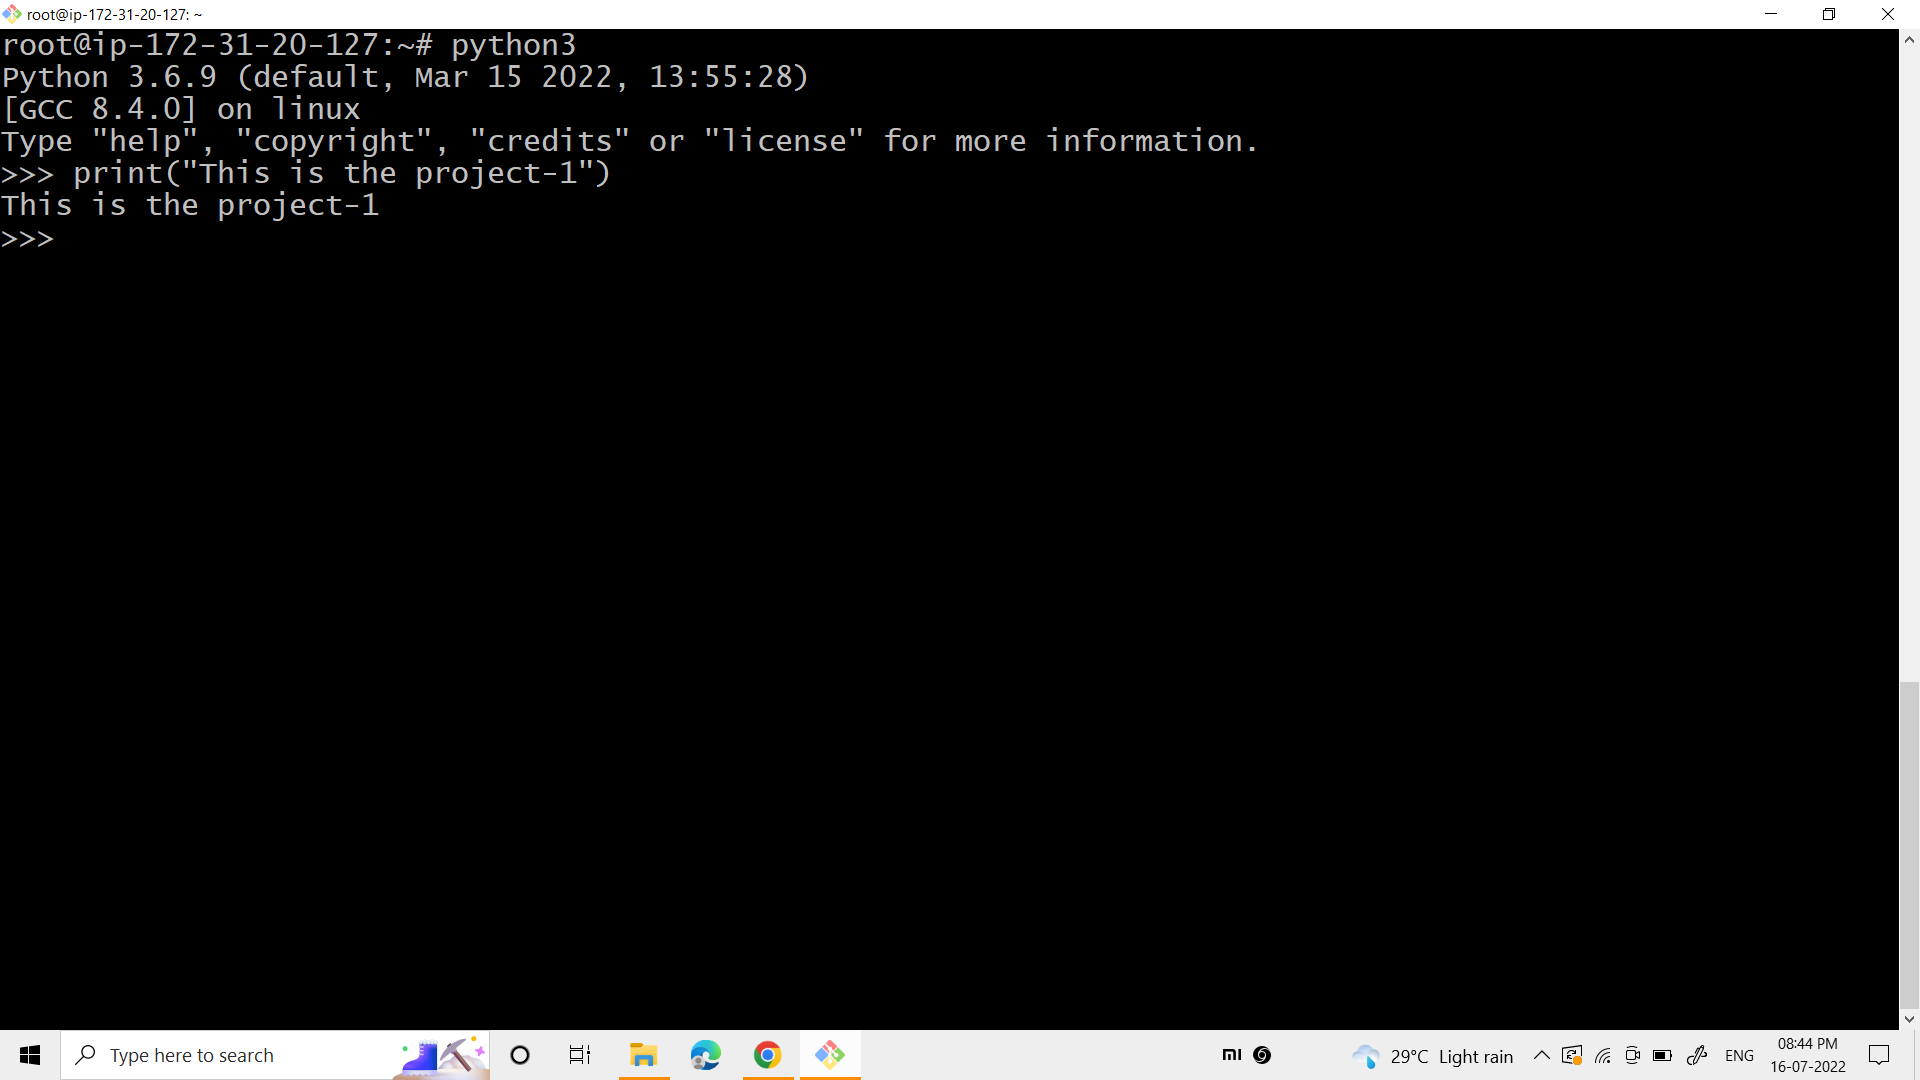 root@ip-172-31-20-127: ~
root@ip-172-31-20-127:~# python3
Python 3.6.9 (default, Mar 15 2022, 13:55:28)
[GCC 8.4.0] on linux
Type "help", "copyright", "credits" or "license" for more information.
>>> print("This is the project-1")
This is the project-1
>>>
Type here to search
29°C Light rain
ENG
08:44 PM
16-07-2022